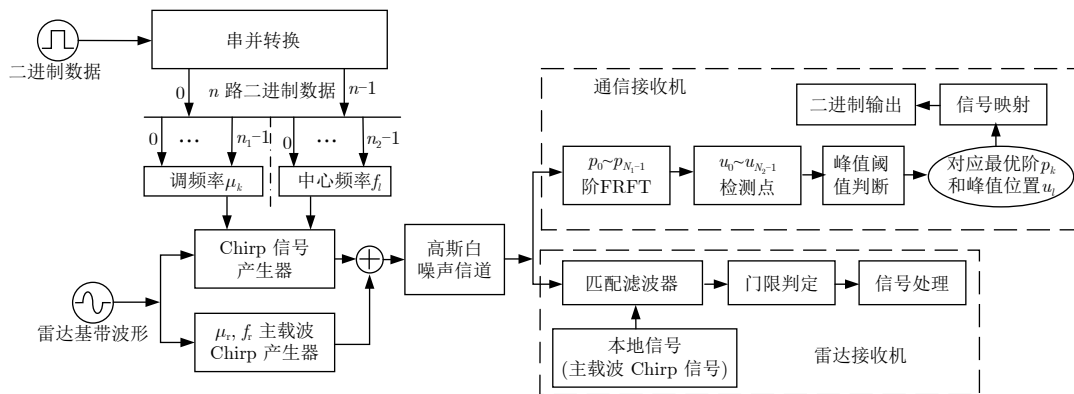 串并转换
二进制数据
0
n 路二进制数据
n−1
0
···
n₁−1
0
···
n₂−1
调频率μₖ
中心频率fₗ
Chirp 信号
产生器
雷达基带波形
μᵣ, fᵣ 主载波
Chirp 产生器
高斯白
噪声信道
通信接收机
二进制输出
信号映射
p₀~p_{N₁−1}
阶FRFT
u₀~u_{N₂−1}
检测点
峰值阈
值判断
对应最优阶pₖ
和峰值位置uₗ
匹配滤波器
门限判定
信号处理
本地信号
(主载波 Chirp 信号)
雷达接收机